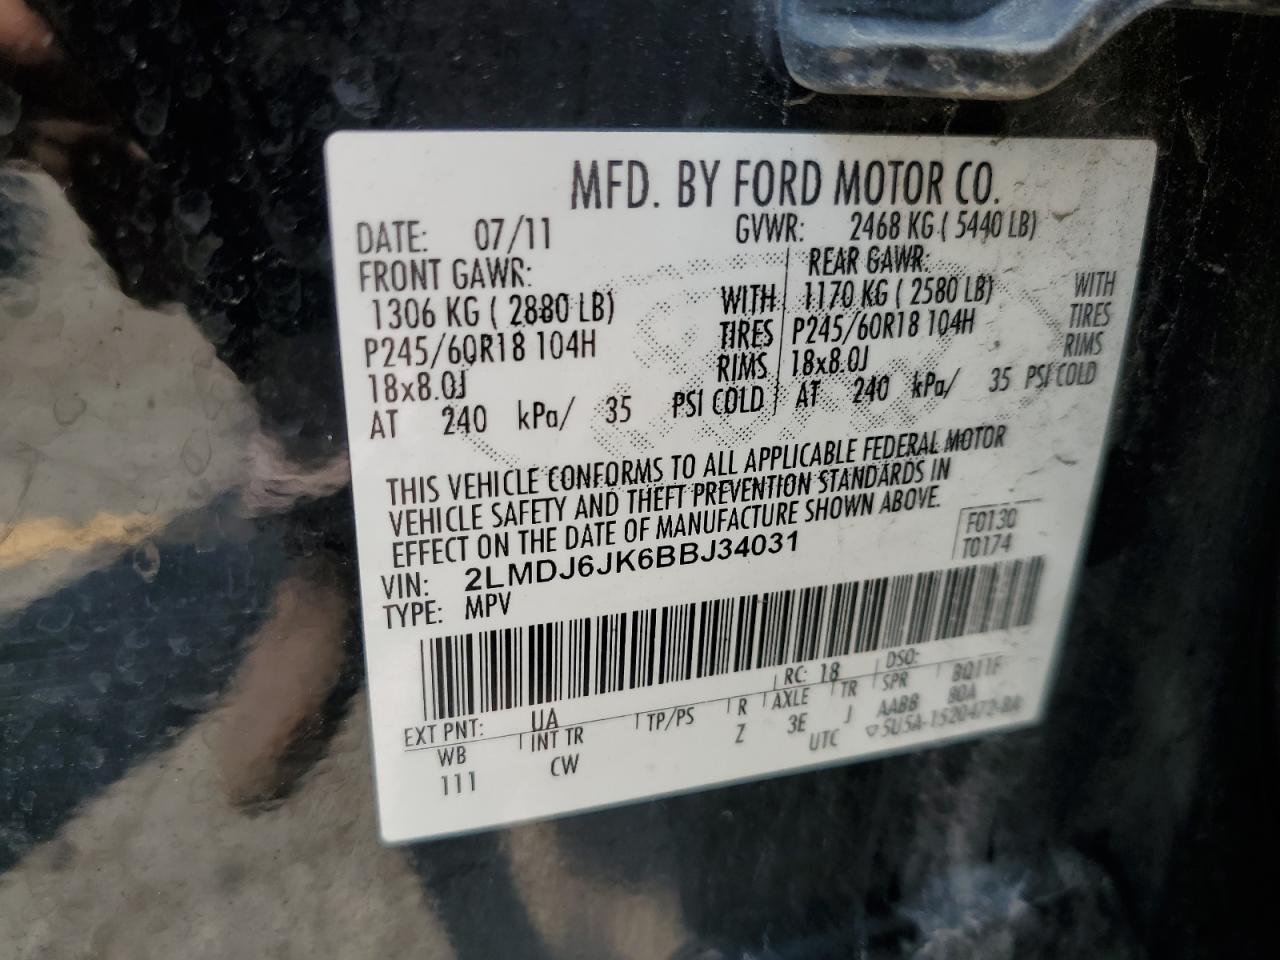 MFD. BY FORD MOTOR CO.
DATE: 07/11 GVWR: 2468 KG ( 5440 LB)
FRONT GAWR: REAR GAWR:
1306 KG ( 2880 LB) WITH 1170 KG ( 2580 LB) WITH
P245/60R18 104H TIRES P245/60R18 104H TIRES
18x8.0J RIMS 18x8.0J RIMS
AT 240 kPa/ 35 PSI COLD AT 240 kPa/ 35 PSI COLD
THIS VEHICLE CONFORMS TO ALL APPLICABLE FEDERAL MOTOR
VEHICLE SAFETY AND THEFT PREVENTION STANDARDS IN
EFFECT ON THE DATE OF MANUFACTURE SHOWN ABOVE.
F0130
VIN: 2LMDJ6JK6BBJ34031 T0174
TYPE: MPV
EXT PNT: UA RC: 18 DSO:
WB INT TR TP/PS R AXLE TR SPR
111 CW Z 3E J AABB
UTC